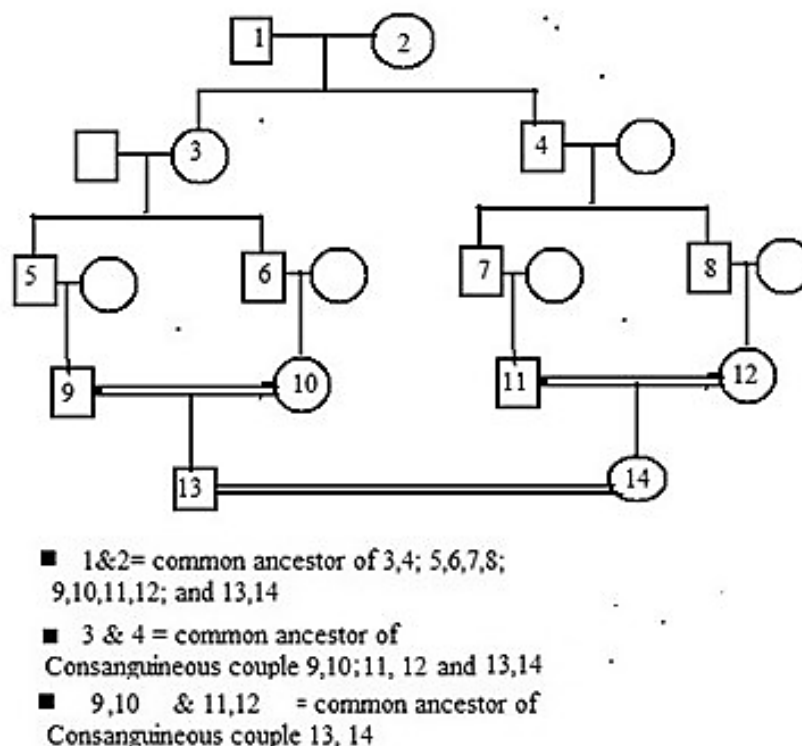 1
2
3
4
5
6
7
8
9
10
11
12
13
14
■ 1&2= common ancestor of 3,4; 5,6,7,8;
9,10,11,12; and 13,14
■ 3 & 4 = common ancestor of
Consanguineous couple 9,10;11, 12 and 13,14
■ 9,10 & 11,12 = common ancestor of
Consanguineous couple 13, 14